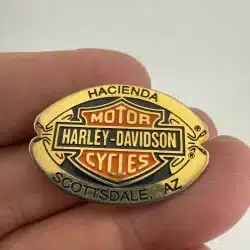 HACIENDA
MOTOR
HARLEY-DAVIDSON
CYCLES
SCOTTSDALE, AZ